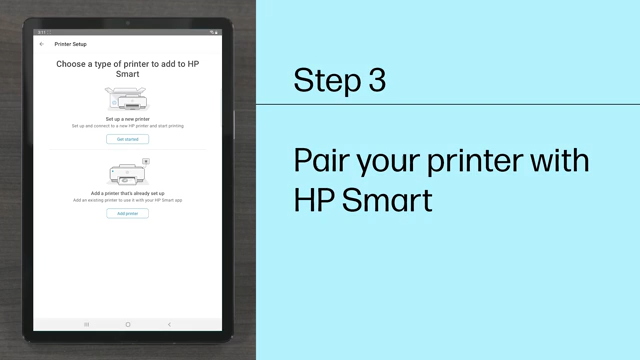 3:11
Printer Setup
Choose a type of printer to add to HP
Smart
Set up a new printer
Set up and connect to a new HP printer and start printing
Get started
Add a printer that's already set up
Add an existing printer to use it with your HP Smart app
Add printer
Step 3
Pair your printer with
HP Smart